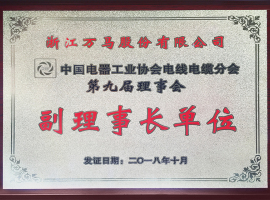 浙江万马股份有限公司
中国电器工业协会电线电缆分会
第九届理事会
副理事长单位
发证日期：二〇一八年十月